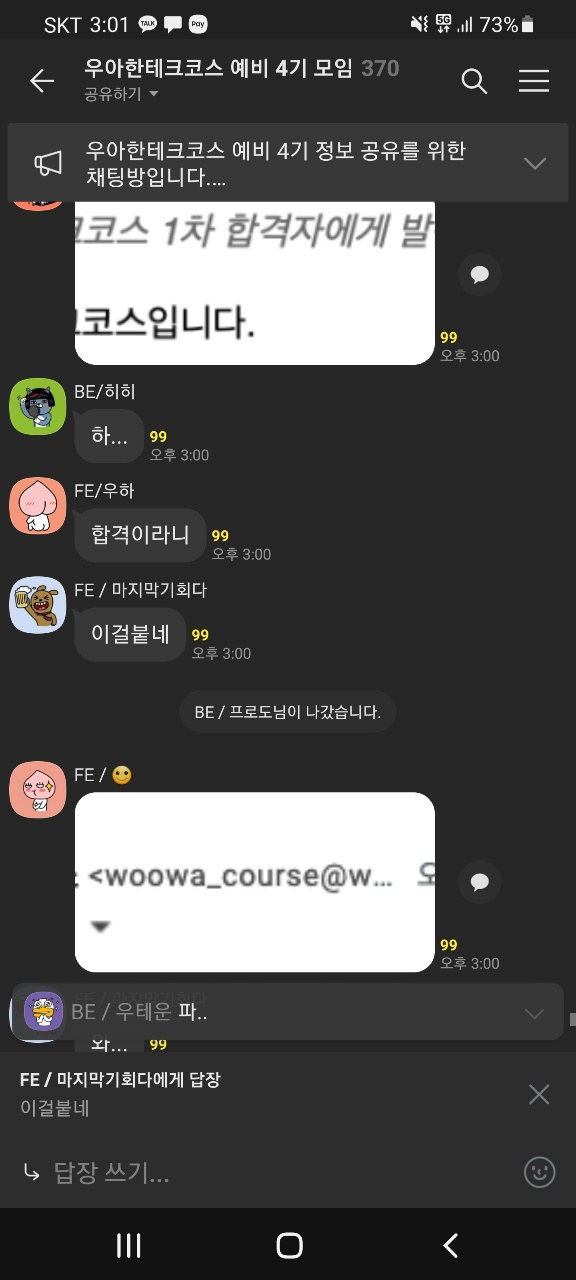 SKT 3:01 TALK Pay 5G 73%
우아한테크코스 예비 4기 모임 370
공유하기
우아한테크코스 예비 4기 정보 공유를 위한
채팅방입니다....
코스 1차 합격자에게 발
코스입니다.
99
오후 3:00
BE/히히
하...
99
오후 3:00
FE/우하
합격이라니
99
오후 3:00
FE / 마지막기회다
이걸붙네
99
오후 3:00
BE / 프로도님이 나갔습니다.
FE /
<woowa_course@w... 오
99
오후 3:00
FE / 마지막기회다
BE / 우테운 파..
와...
99
FE / 마지막기회다에게 답장
이걸붙네
답장 쓰기...